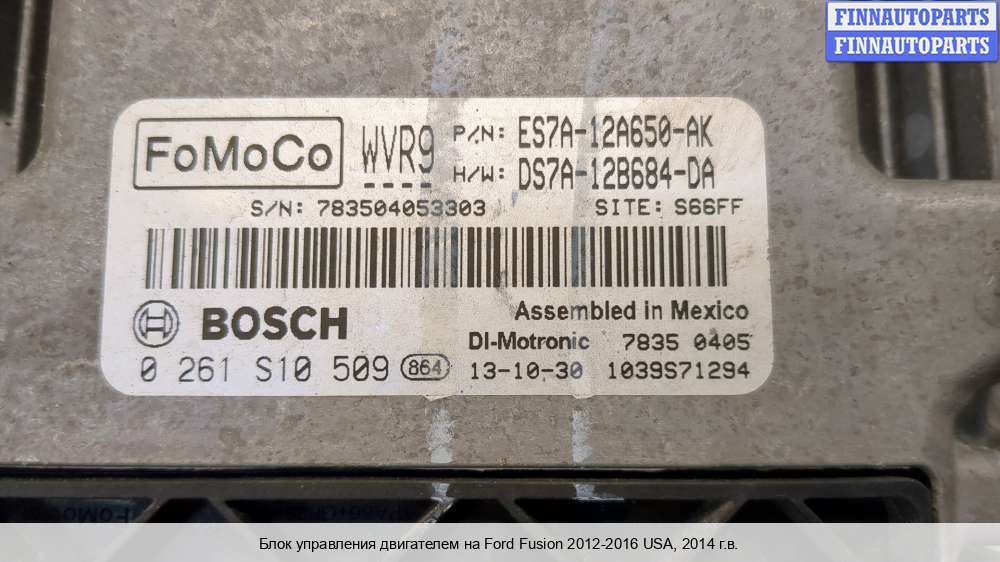 FINNAUTOPARTS
FINNAUTOPARTS
FoMoCo WVR9 P/N: ES7A-12A650-AK
H/W: DS7A-12B684-DA
S/N: 783504053303 SITE: S66FF
BOSCH Assembled in Mexico
DI-Motronic 7835 0405
0 261 S10 509 864 13-10-30 1039S71294
FoMoCo
Блок управления двигателем на Ford Fusion 2012-2016 USA, 2014 г.в.